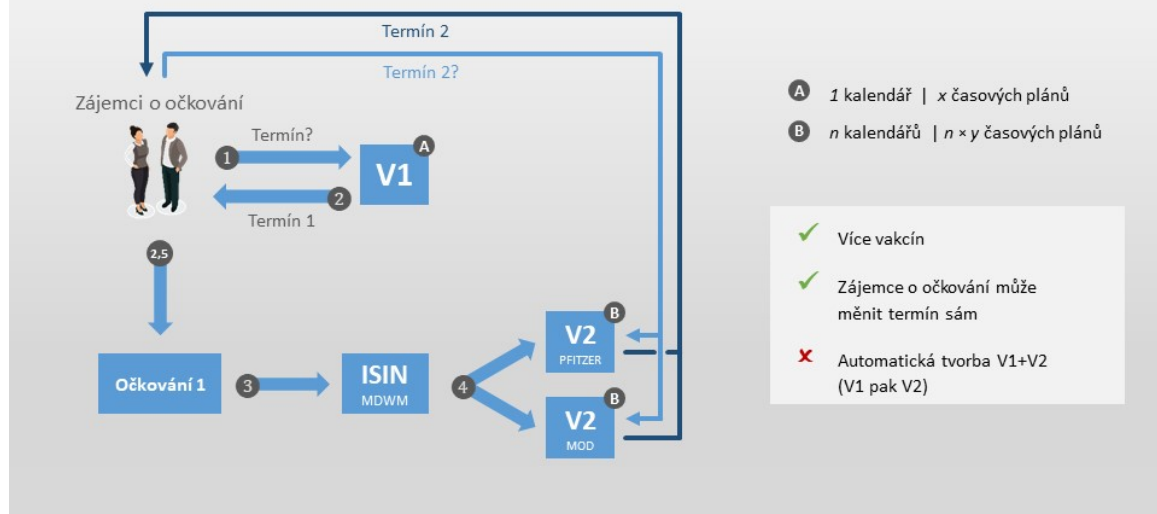 Termín 2
Termín 2?
Zájemci o očkování
Termín?
1
V1
A
2
Termín 1
2,5
Očkování 1
3
ISIN
MDWM
4
V2
PFITZER
B
V2
MOD
B
A 1 kalendář | x časových plánů
B n kalendářů | n × y časových plánů
Více vakcín
Zájemce o očkování může
měnit termín sám
Automatická tvorba V1+V2
(V1 pak V2)